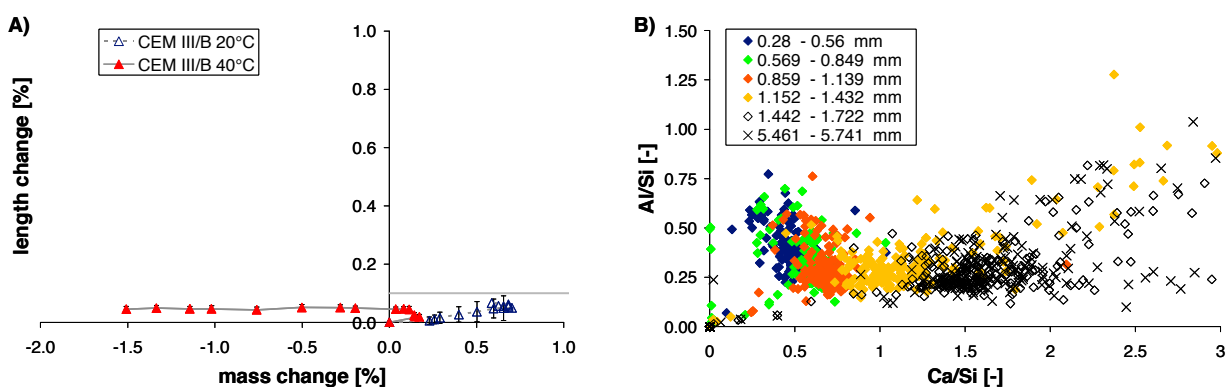 A)
CEM III/B 20°C
CEM III/B 40°C
length change [%]
1.0
0.8
0.6
0.4
0.2
0.0
-2.0 -1.5 -1.0 -0.5 0.0 0.5 1.0
mass change [%]
B)
0.28 - 0.56 mm
0.569 - 0.849 mm
0.859 - 1.139 mm
1.152 - 1.432 mm
1.442 - 1.722 mm
5.461 - 5.741 mm
Al/Si [-]
1.50
1.25
1.00
0.75
0.50
0.25
0.00
0 0.5 1 1.5 2 2.5 3
Ca/Si [-]